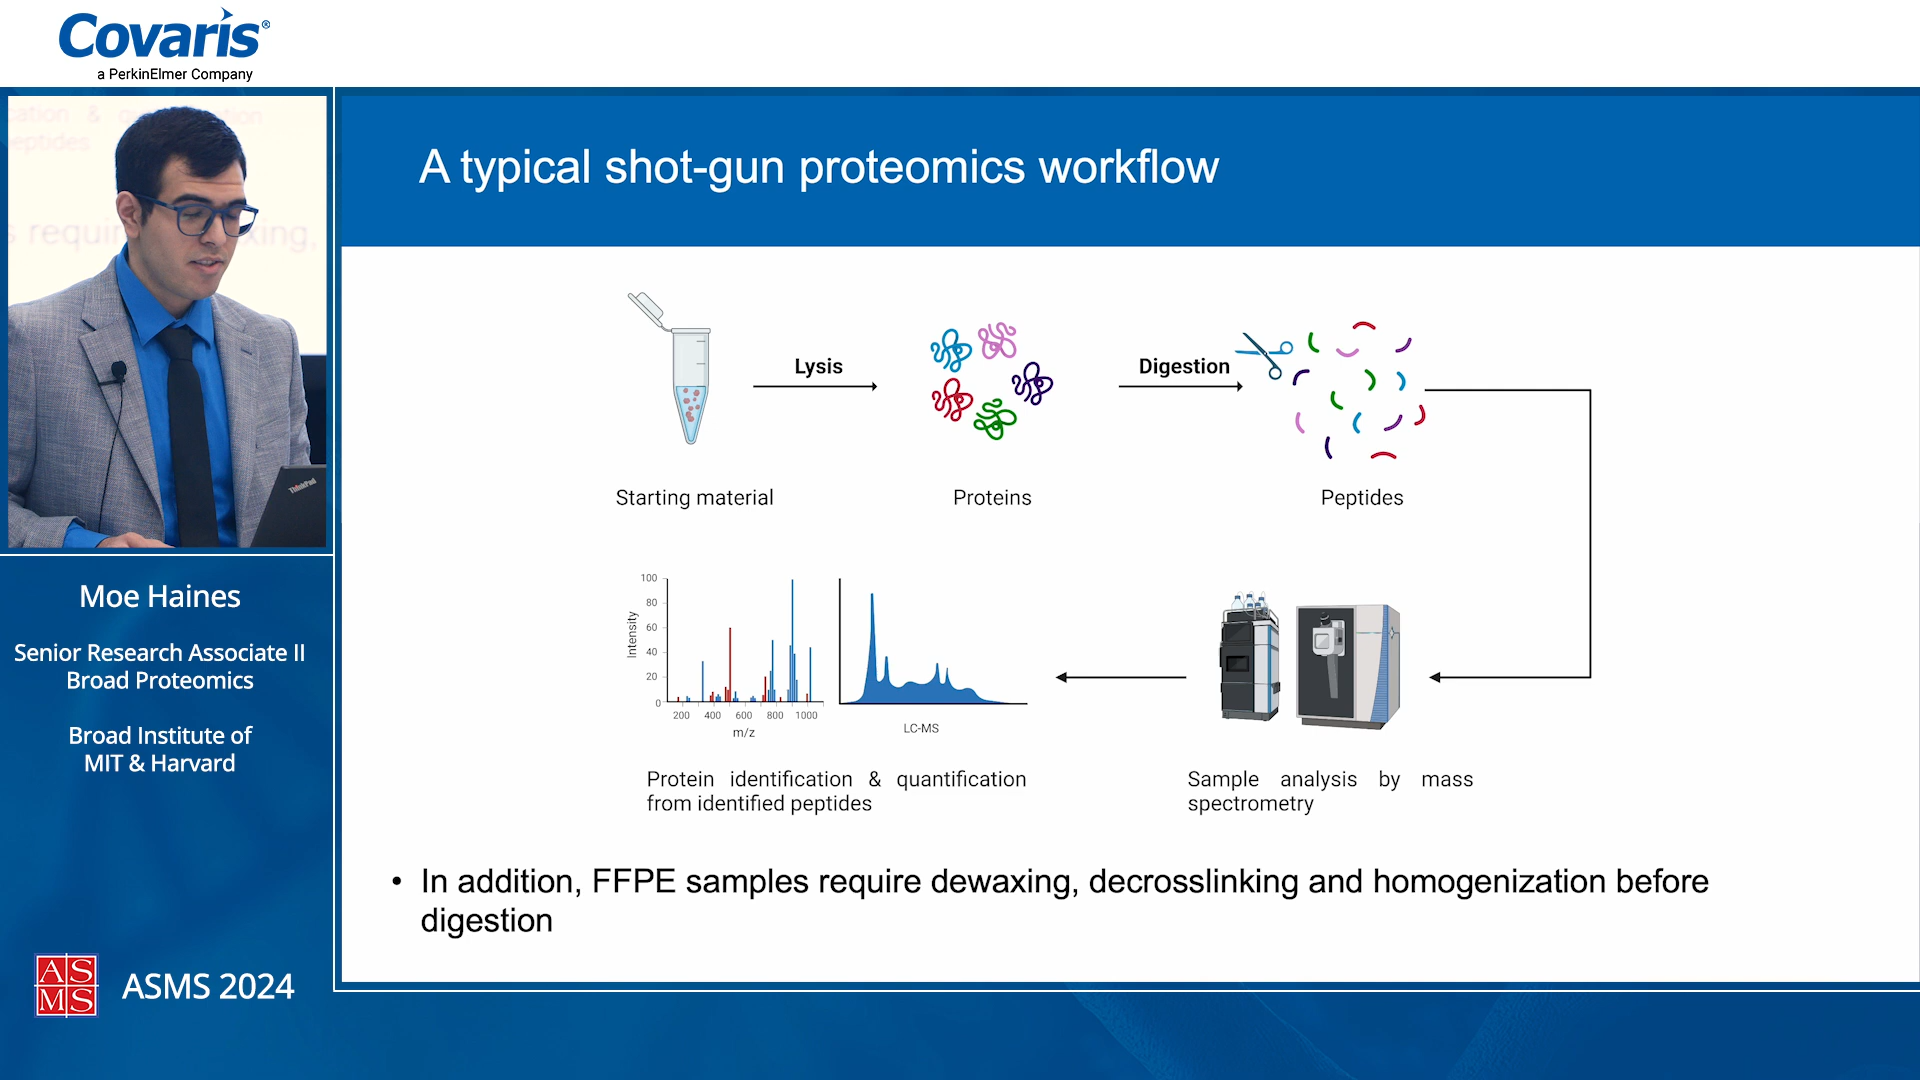 Covaris®
a PerkinElmer Company
A typical shot-gun proteomics workflow
Lysis
Digestion
Starting material
Proteins
Peptides
100
80
60
40
20
0
Intensity
200 400 600 800 1000
m/z
LC-MS
Protein identification & quantification
from identified peptides
Sample analysis by mass
spectrometry
• In addition, FFPE samples require dewaxing, decrosslinking and homogenization before
digestion
ThinkPad
Moe Haines
Senior Research Associate II
Broad Proteomics
Broad Institute of
MIT & Harvard
AS
MS
ASMS 2024